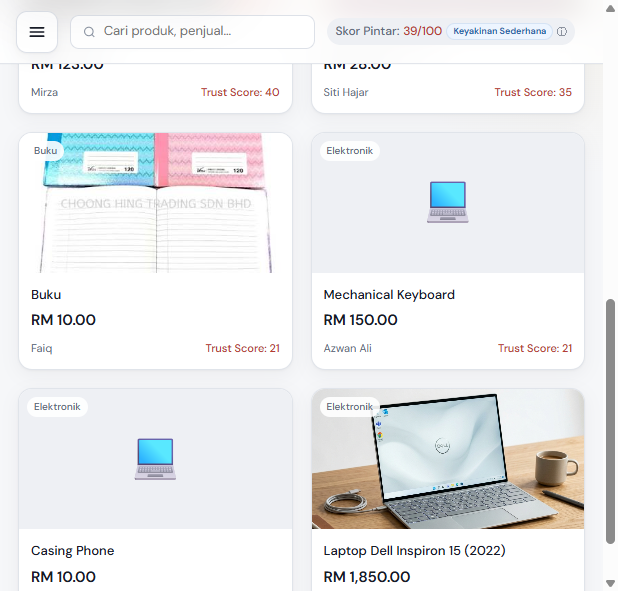 Cari produk, penjual...
Skor Pintar: 39/100
Keyakinan Sederhana
RM 123.00
RM 28.00
Mirza
Trust Score: 40
Siti Hajar
Trust Score: 35
Buku
120
120
CHOONG HING TRADING SDN BHD
Elektronik
Buku
RM 10.00
Faiq
Trust Score: 21
Mechanical Keyboard
RM 150.00
Azwan Ali
Trust Score: 21
Elektronik
Elektronik
DELL
Casing Phone
RM 10.00
Laptop Dell Inspiron 15 (2022)
RM 1,850.00